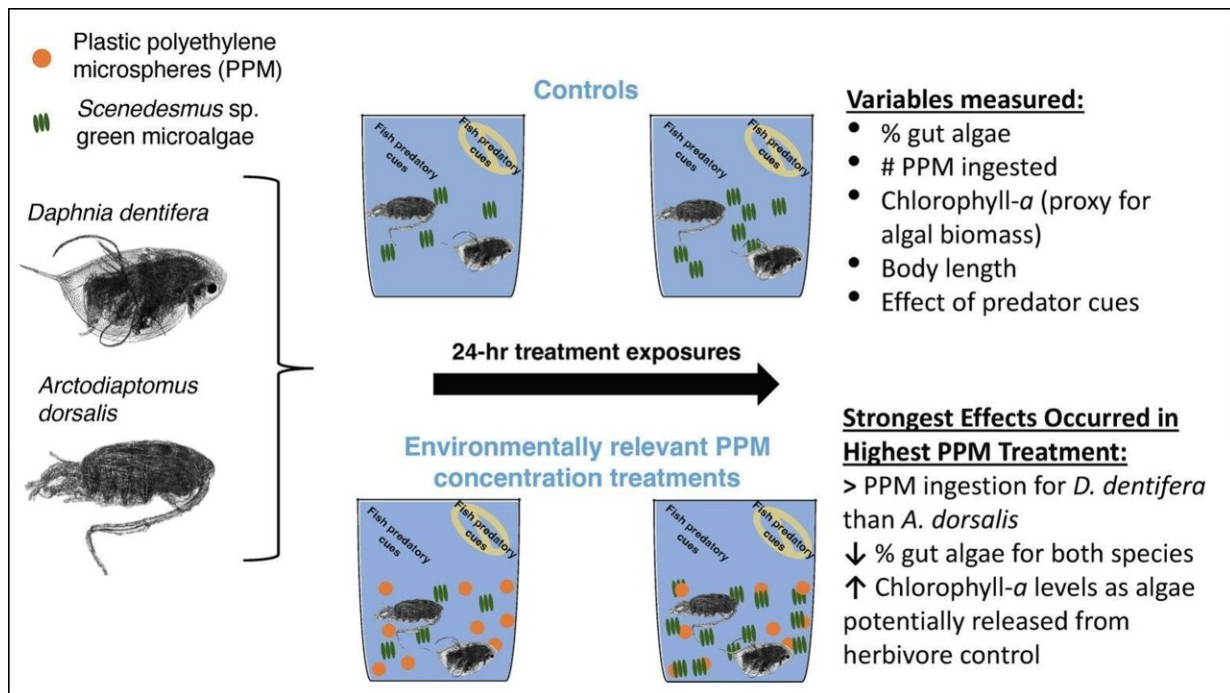 Plastic polyethylene
microspheres (PPM)
Scenedesmus sp.
green microalgae
Daphnia dentifera
Arctodiaptomus
dorsalis
Controls
Fish predatory
cues
Fish predatory
cues
Fish predatory
cues
Fish predatory
cues
24-hr treatment exposures
Environmentally relevant PPM
concentration treatments
Fish predatory
cues
Fish predatory
cues
Fish predatory
cues
Fish predatory
cues
Variables measured:
• % gut algae
• # PPM ingested
• Chlorophyll-a (proxy for
algal biomass)
• Body length
• Effect of predator cues
Strongest Effects Occurred in
Highest PPM Treatment:
> PPM ingestion for D. dentifera
than A. dorsalis
↓ % gut algae for both species
↑ Chlorophyll-a levels as algae
potentially released from
herbivore control